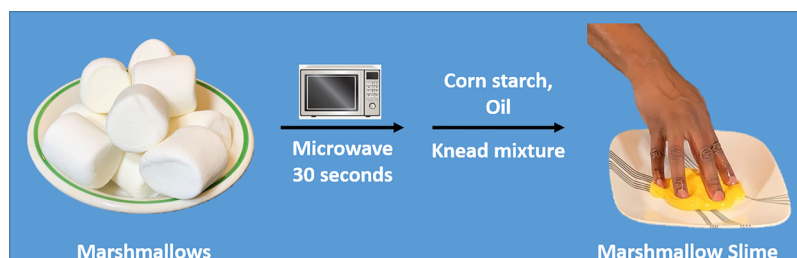 Microwave
30 seconds
Corn starch,
Oil
Knead mixture
Marshmallows
Marshmallow Slime